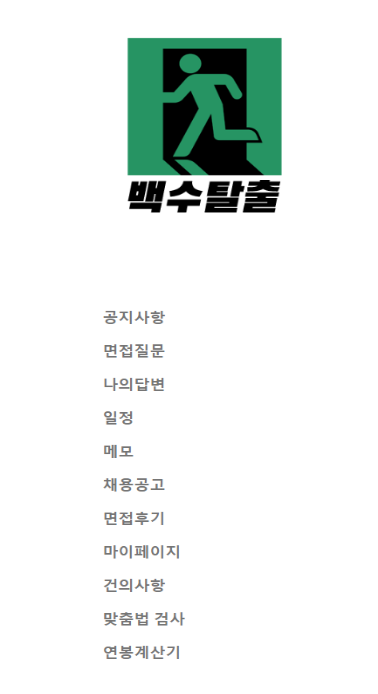 백수탈출
공지사항
면접질문
나의답변
일정
메모
채용공고
면접후기
마이페이지
건의사항
맞춤법 검사
연봉계산기